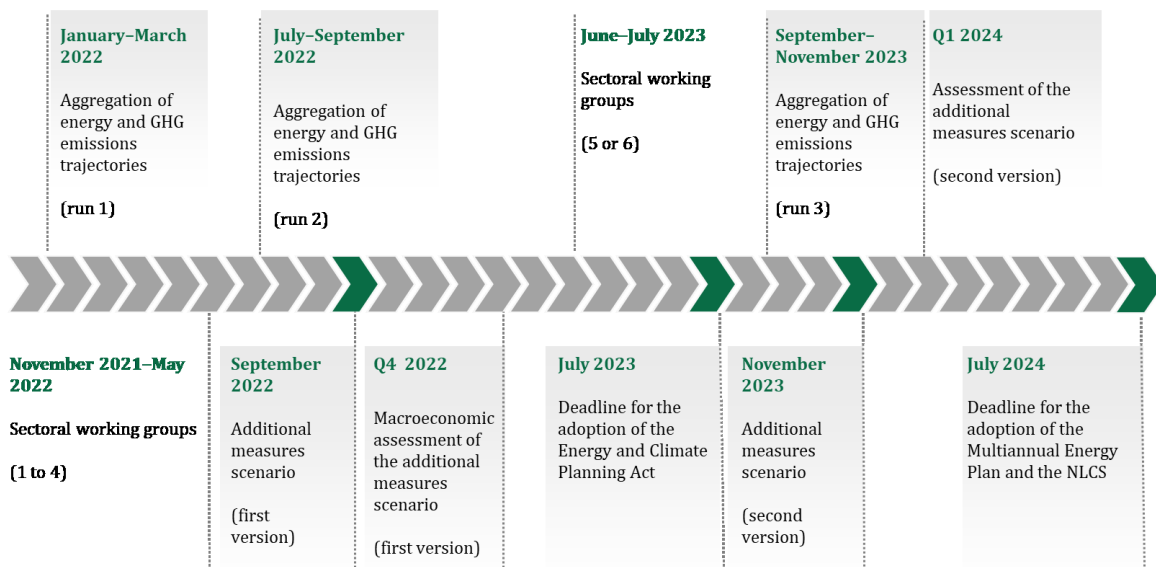 January–March
2022
Aggregation of
energy and GHG
emissions
trajectories
(run 1)
July–September
2022
Aggregation of
energy and GHG
emissions
trajectories
(run 2)
June–July 2023
Sectoral working
groups
(5 or 6)
September–
November 2023
Aggregation of
energy and GHG
emissions
trajectories
(run 3)
Q1 2024
Assessment of the
additional
measures scenario
(second version)
November 2021–May
2022
Sectoral working groups
(1 to 4)
September
2022
Additional
measures
scenario
(first
version)
Q4 2022
Macroeconomic
assessment of
the additional
measures
scenario
(first version)
July 2023
Deadline for the
adoption of the
Energy and Climate
Planning Act
November
2023
Additional
measures
scenario
(second
version)
July 2024
Deadline for the
adoption of the
Multiannual Energy
Plan and the NLCS